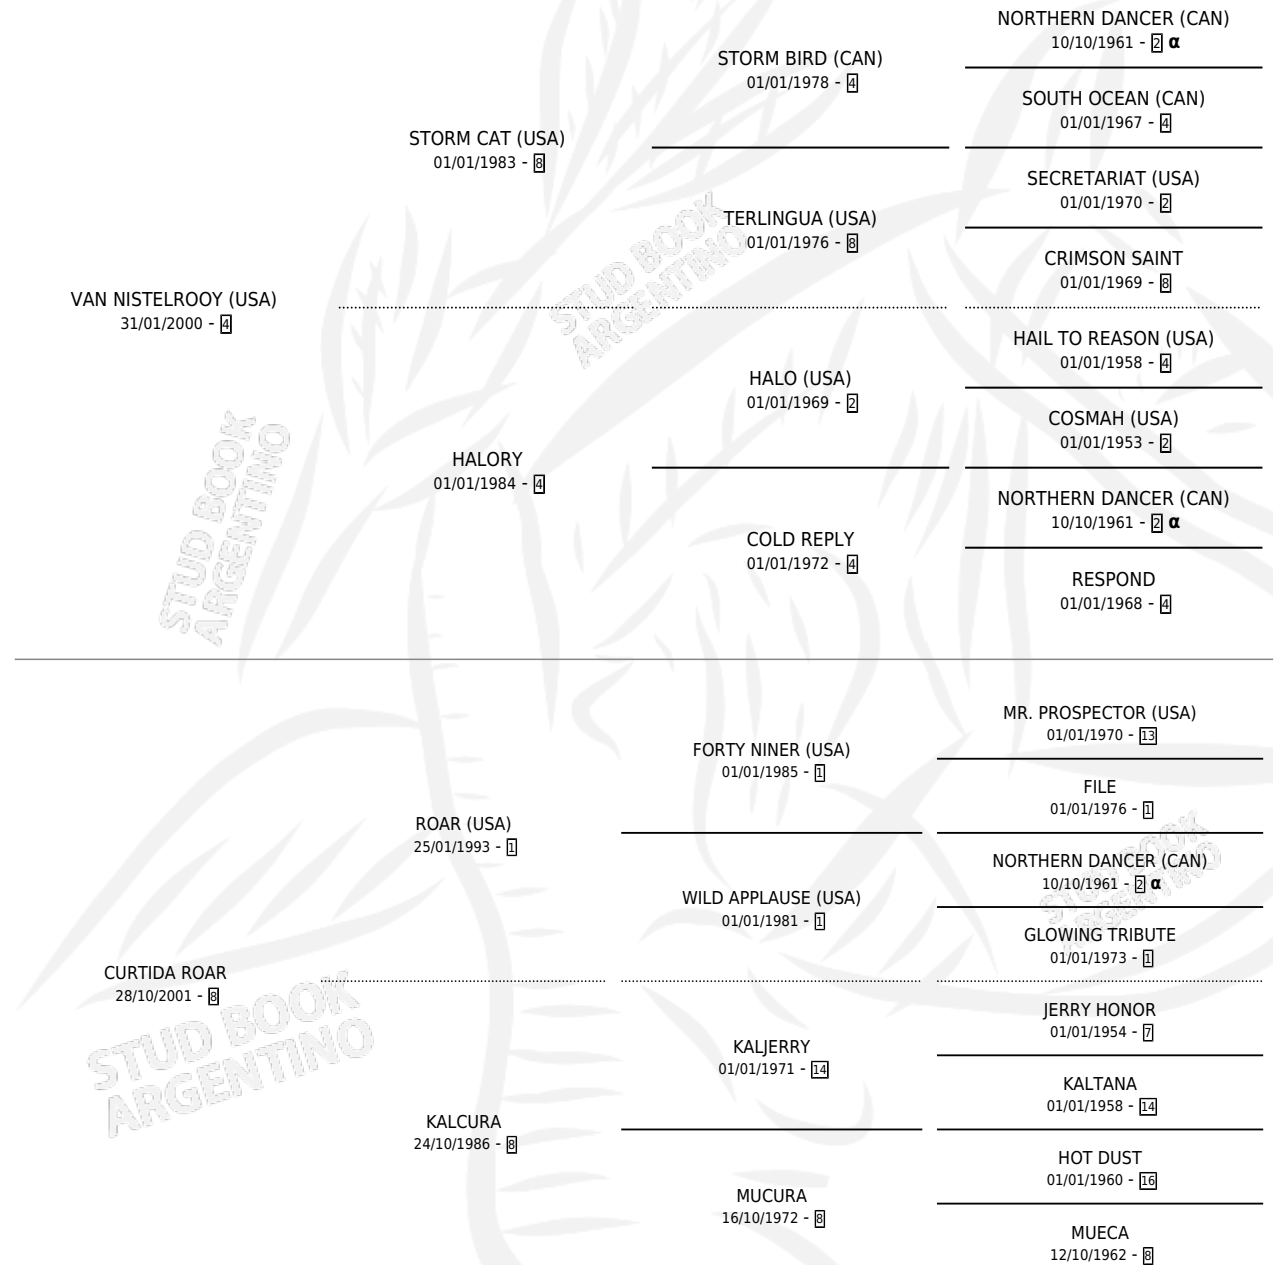 NORTHERN DANCER (CAN)
10/10/1961 - 2 α
STORM BIRD (CAN)
01/01/1978 - 4
SOUTH OCEAN (CAN)
01/01/1967 - 4
STORM CAT (USA)
01/01/1983 - 8
SECRETARIAT (USA)
01/01/1970 - 2
TERLINGUA (USA)
01/01/1976 - 8
CRIMSON SAINT
01/01/1969 - 8
VAN NISTELROOY (USA)
31/01/2000 - 4
HAIL TO REASON (USA)
01/01/1958 - 4
HALO (USA)
01/01/1969 - 2
COSMAH (USA)
01/01/1953 - 2
HALORY
01/01/1984 - 4
NORTHERN DANCER (CAN)
10/10/1961 - 2 α
COLD REPLY
01/01/1972 - 4
RESPOND
01/01/1968 - 4
MR. PROSPECTOR (USA)
01/01/1970 - 13
FORTY NINER (USA)
01/01/1985 - 1
FILE
01/01/1976 - 1
ROAR (USA)
25/01/1993 - 1
NORTHERN DANCER (CAN)
10/10/1961 - 2 α
WILD APPLAUSE (USA)
01/01/1981 - 1
GLOWING TRIBUTE
01/01/1973 - 1
CURTIDA ROAR
28/10/2001 - 8
JERRY HONOR
01/01/1954 - 7
KALJERRY
01/01/1971 - 14
KALTANA
01/01/1958 - 14
KALCURA
24/10/1986 - 8
HOT DUST
01/01/1960 - 16
MUCURA
16/10/1972 - 8
MUECA
12/10/1962 - 8
STUD BOOK
ARGENTINO
STUD BOOK
ARGENTINO
STUD BOOK
ARGENTINO
STUD BOOK
ARGENTINO